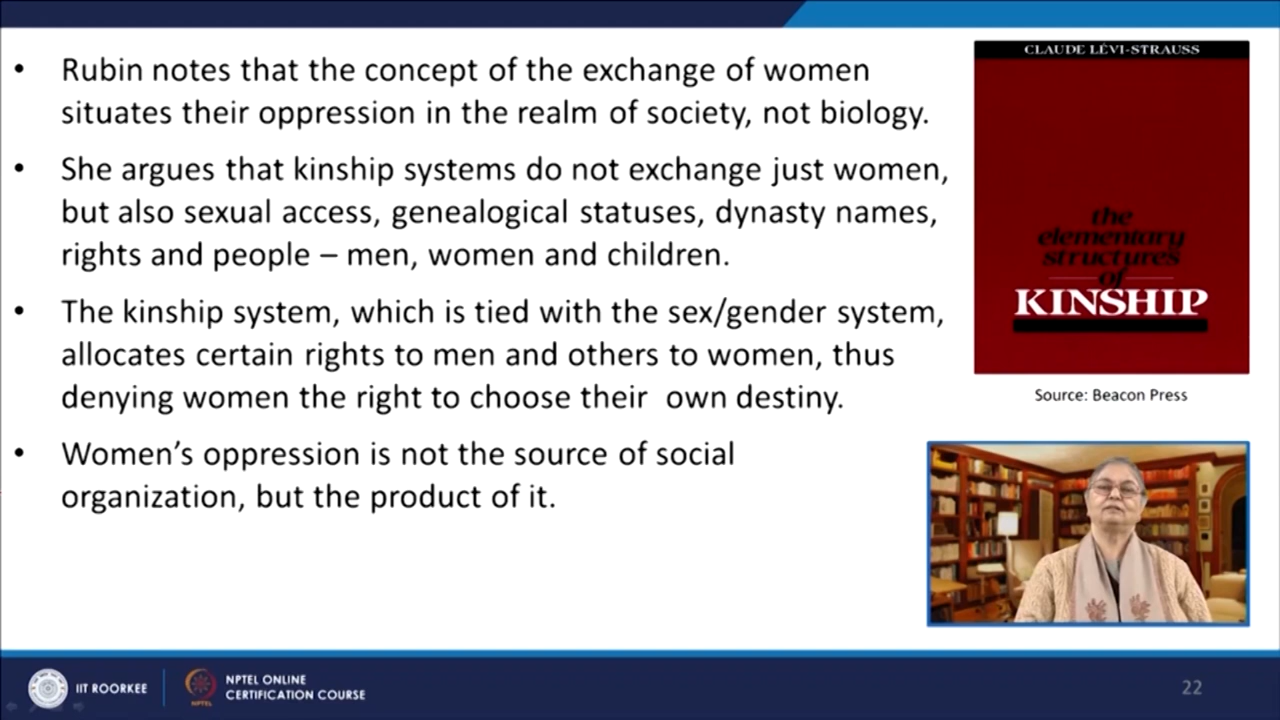 • Rubin notes that the concept of the exchange of women
situates their oppression in the realm of society, not biology.
• She argues that kinship systems do not exchange just women,
but also sexual access, genealogical statuses, dynasty names,
rights and people – men, women and children.
• The kinship system, which is tied with the sex/gender system,
allocates certain rights to men and others to women, thus
denying women the right to choose their  own destiny.
• Women’s oppression is not the source of social
organization, but the product of it.
CLAUDE LÉVI-STRAUSS
the
elementary
structures
of
KINSHIP
Source: Beacon Press
IIT ROORKEE
NPTEL
NPTEL ONLINE
CERTIFICATION COURSE
22